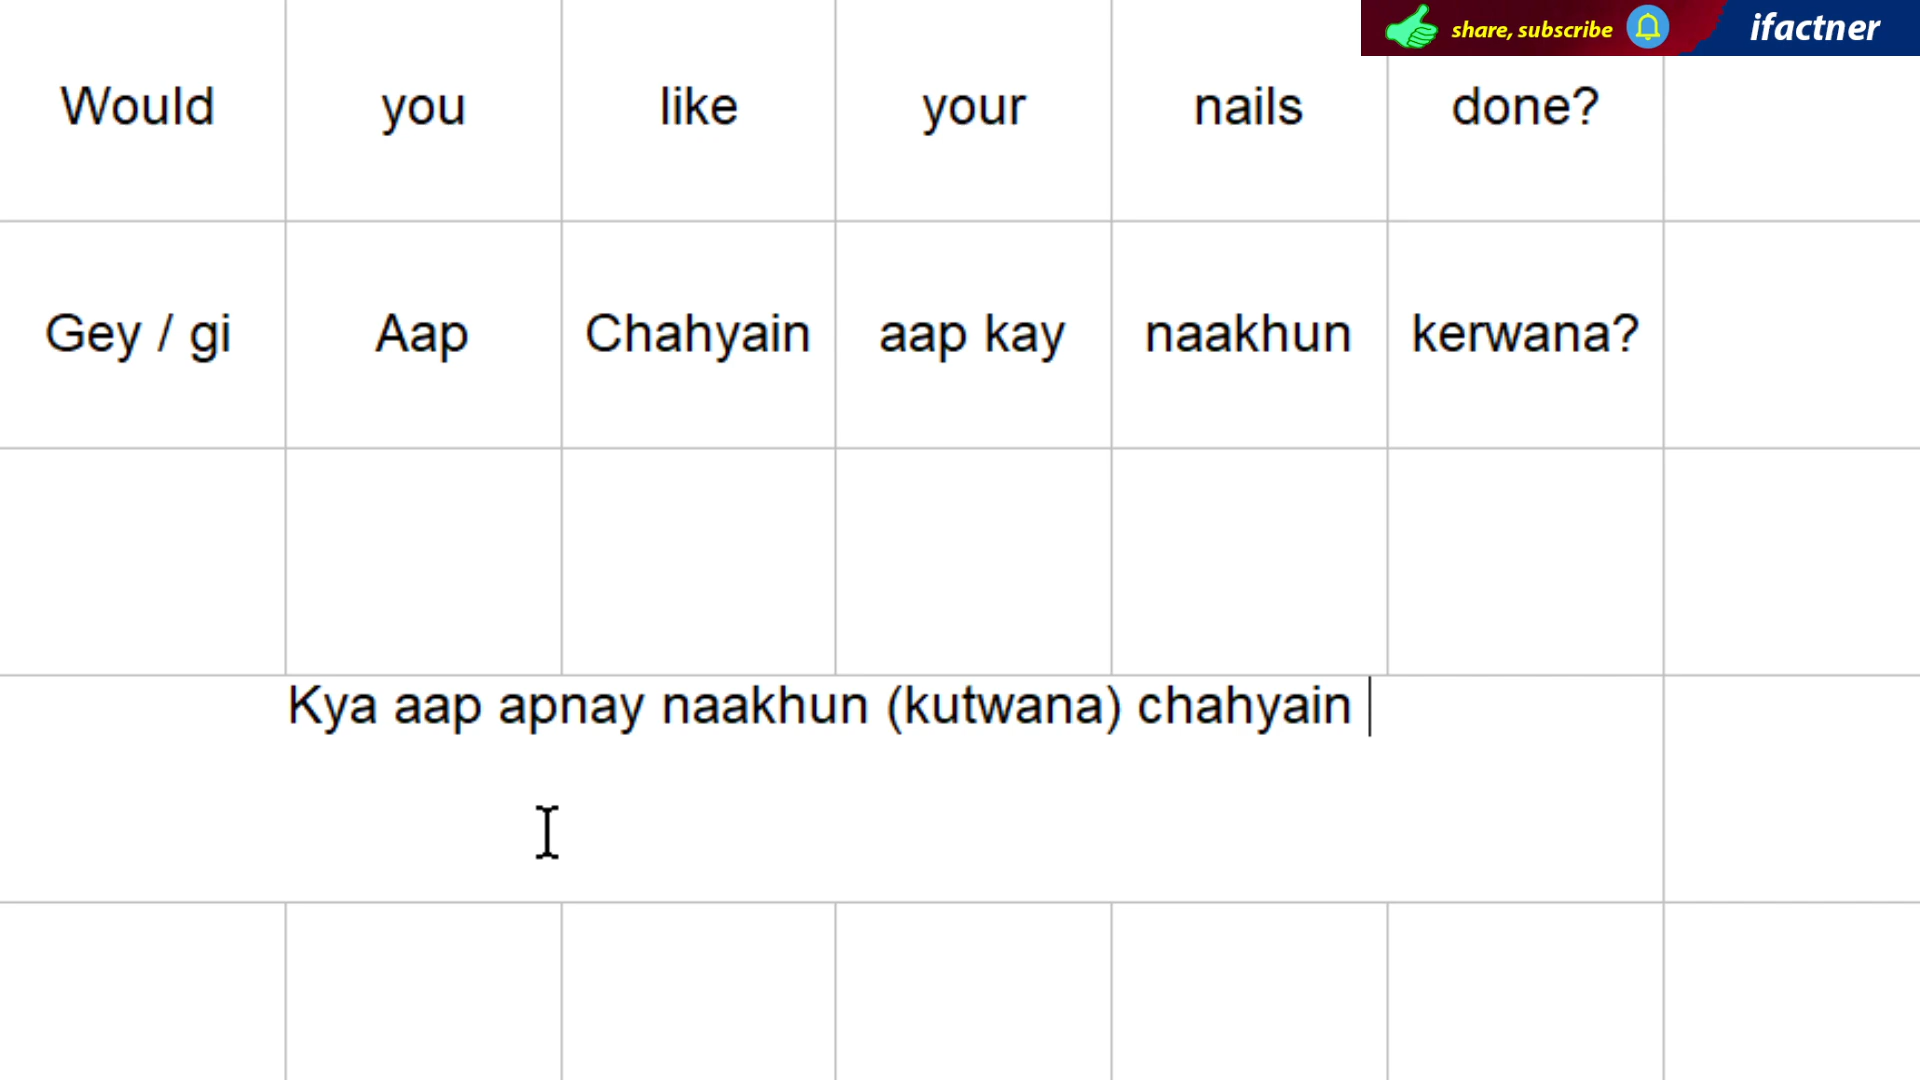 share, subscribe ifactner
Would you like your nails done?
Gey / gi Aap Chahyain aap kay naakhun kerwana?
Kya aap apnay naakhun (kutwana) chahyain